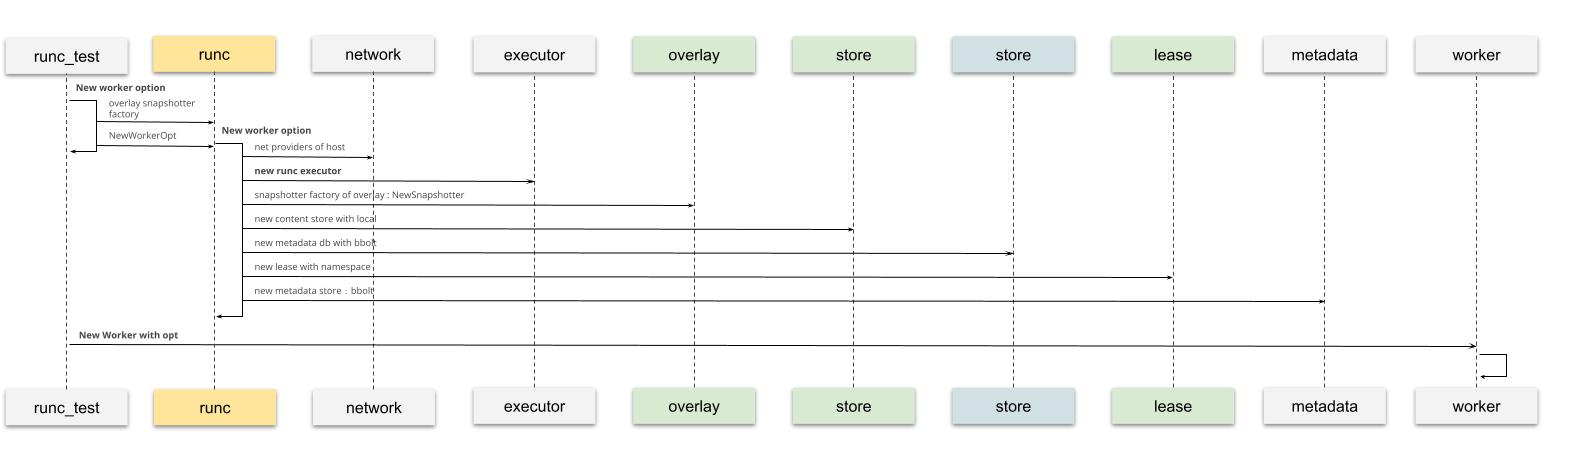 runc_test
runc
network
executor
overlay
store
store
lease
metadata
worker
New worker option
overlay snapshotter
factory
New worker option
NewWorkerOpt
net providers of host
new runc executor
snapshotter factory of overlay : NewSnapshotter
new content store with local
new metadata db with bbolt
new lease with namespace
new metadata store : bbolt
New Worker with opt
runc_test
runc
network
executor
overlay
store
store
lease
metadata
worker